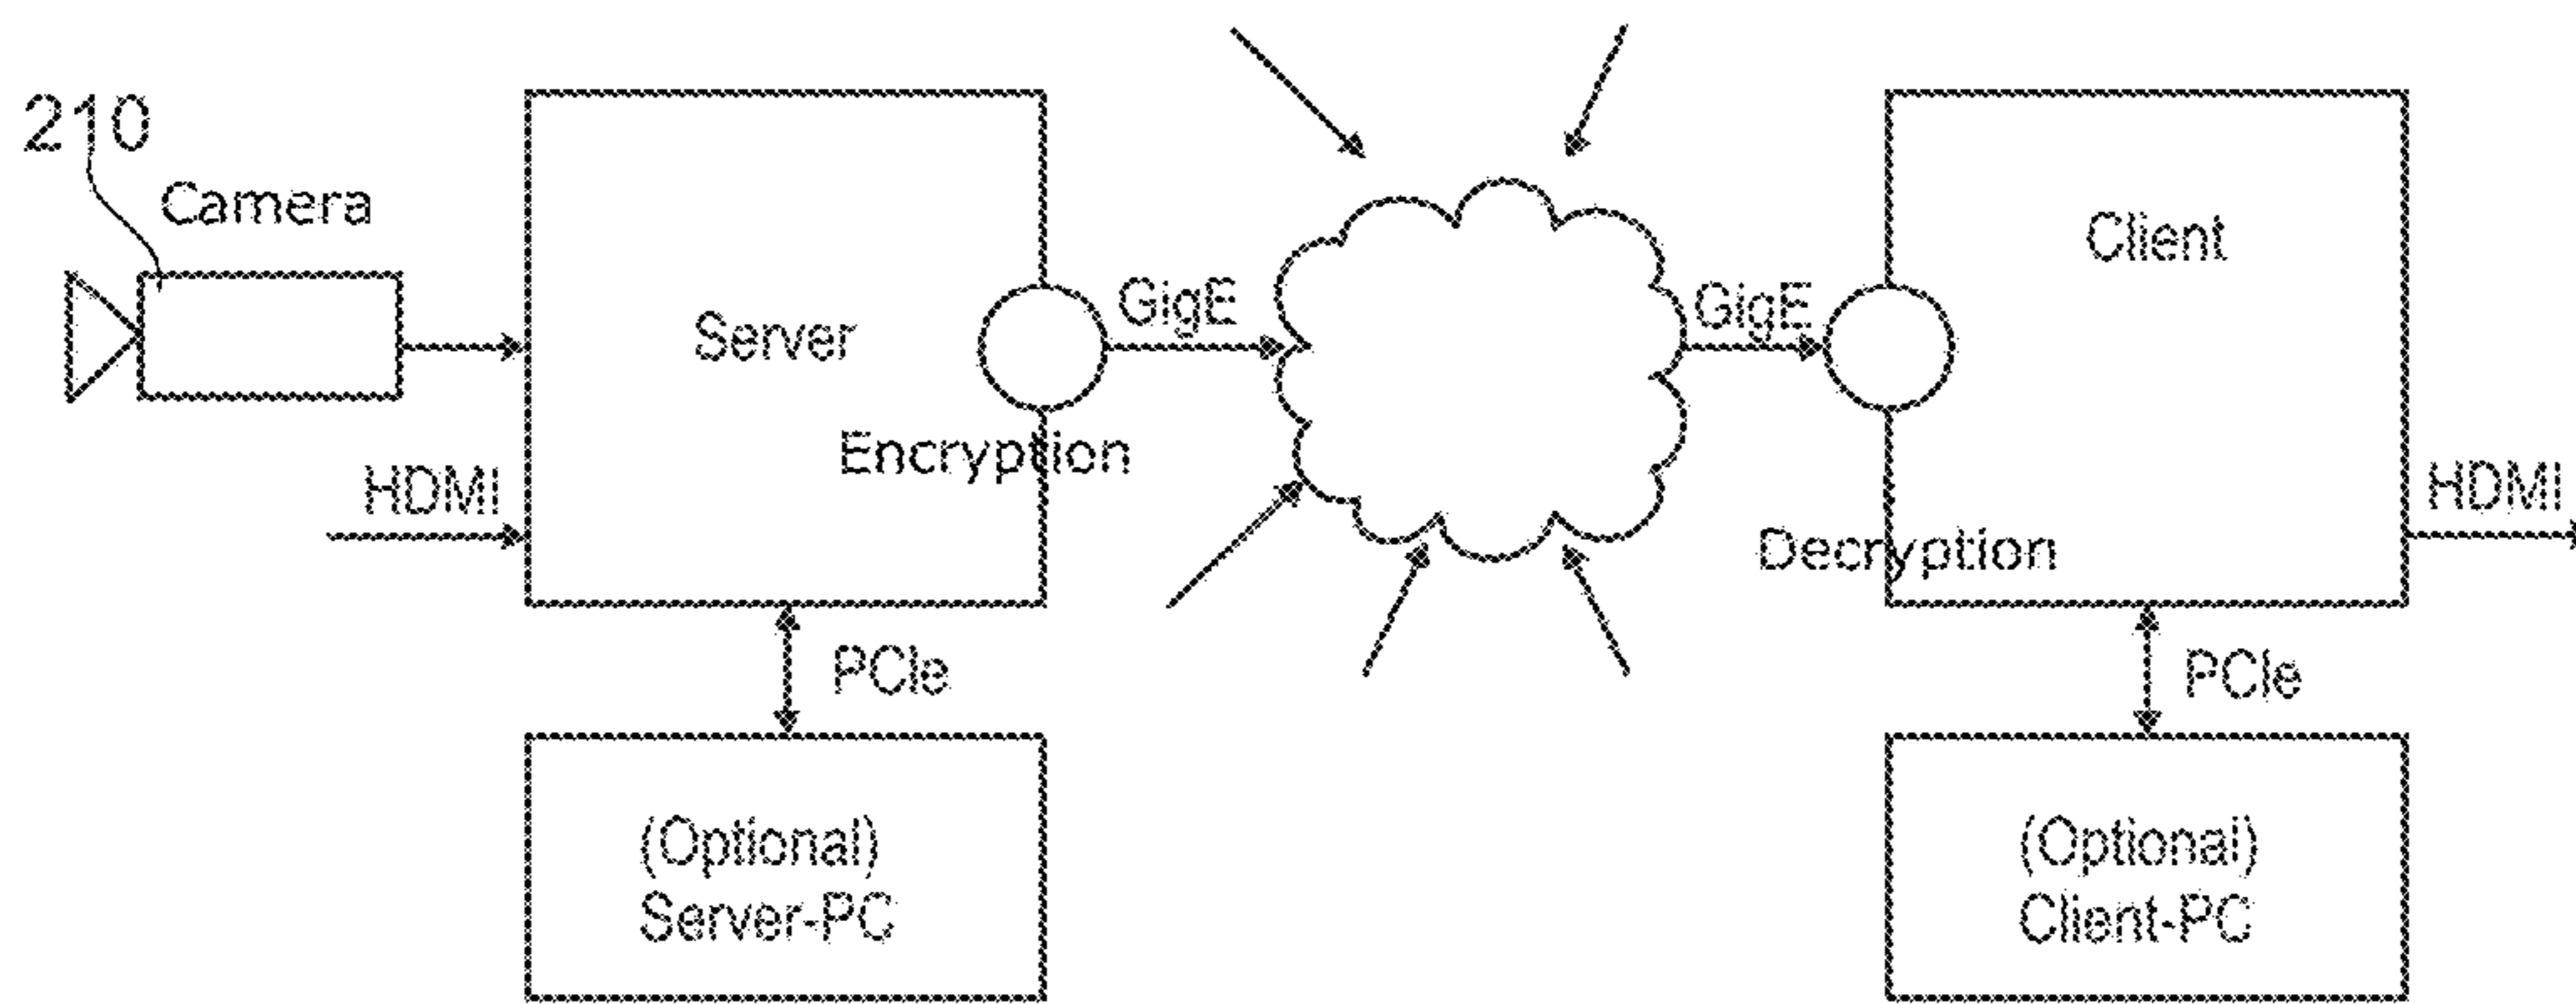 210
Camera
Client
GigE
GigE
Server
Encryption
HDMI
HDMI
Decryption
PCIe
PCIe
(Optional)
Server-PC
(Optional)
Client-PC